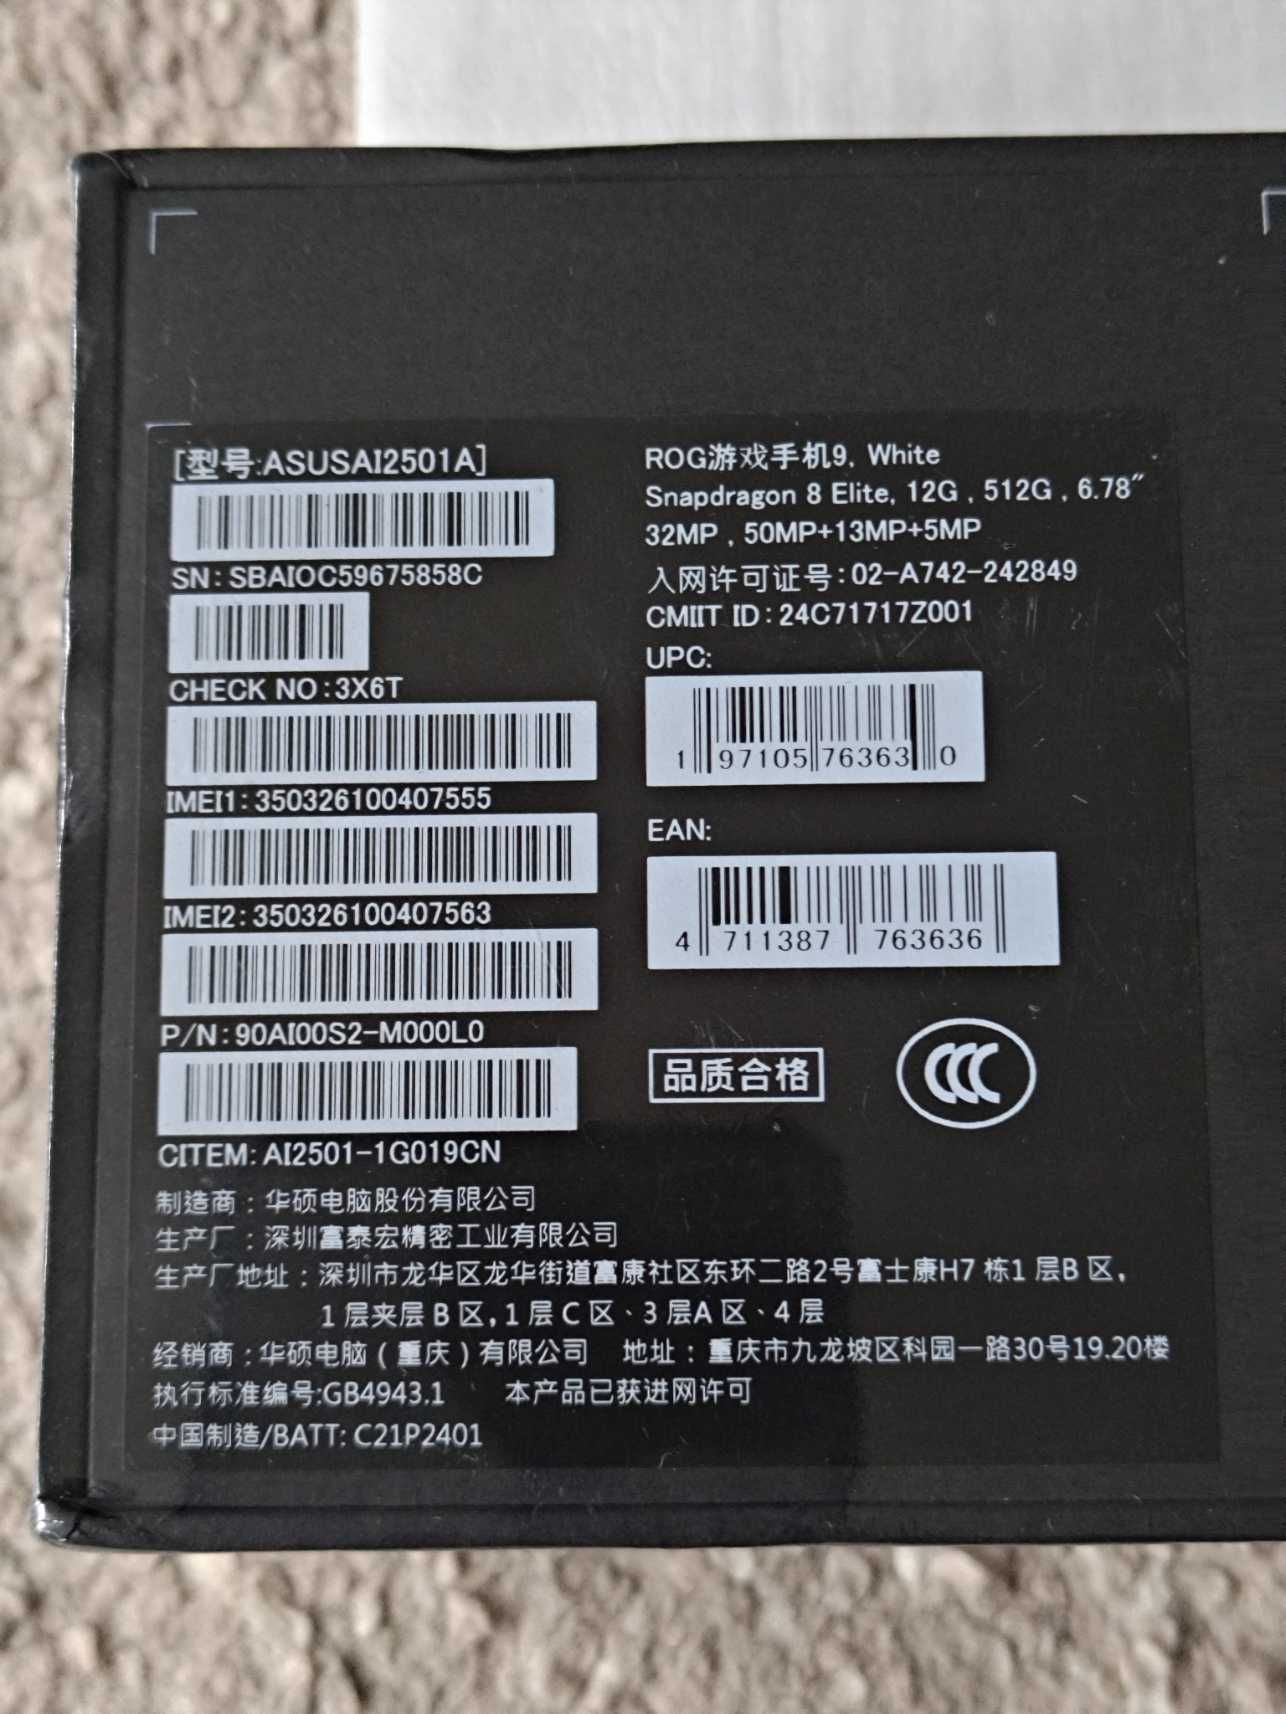 [型号:ASUSAI2501A]
SN: SBAIOC59675858C
CHECK NO:3X6T
IMEI1:350326100407555
IMEI2:350326100407563
P/N:90AI00S2-M000L0
CITEM: AI2501-1G019CN
ROG游戏手机9, White
Snapdragon 8 Elite, 12G , 512G , 6.78"
32MP , 50MP+13MP+5MP
入网许可证号:02-A742-242849
CMIIT ID:24C71717Z001
UPC:
1 97105 76363 0
EAN:
4 711387 763636
品质合格
CCC
制造商：华硕电脑股份有限公司
生产厂：深圳富泰宏精密工业有限公司
生产厂地址：深圳市龙华区龙华街道富康社区东环二路2号富士康H7 栋1 层B 区,
1 层夹层 B 区, 1 层 C 区、3 层A 区、4 层
经销商：华硕电脑（重庆）有限公司 地址：重庆市九龙坡区科园一路30号19.20楼
执行标准编号:GB4943.1 本产品已获进网许可
中国制造/BATT: C21P2401